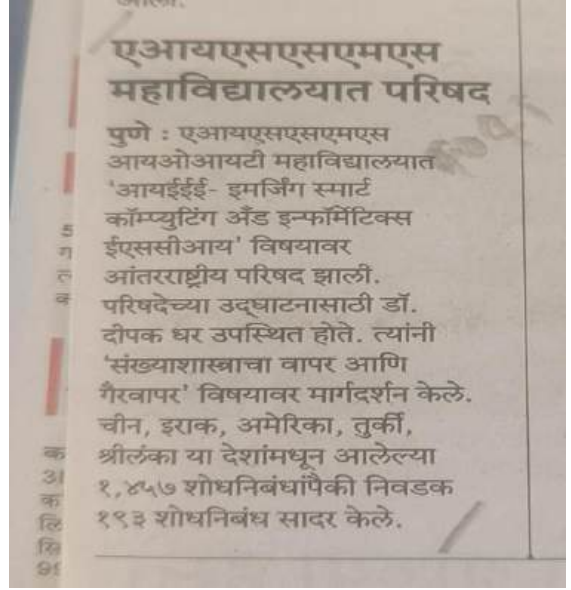 एआयएसएसएमएस
महाविद्यालयात परिषद
पुणे : एआयएसएसएमएस
आयओआयटी महाविद्यालयात
'आयईईई- इमर्जिंग स्मार्ट
कॉम्प्युटिंग अँड इन्फॉर्मेटिक्स
ईएससीआय' विषयावर
आंतरराष्ट्रीय परिषद झाली.
परिषदेच्या उद्‌घाटनासाठी डॉ.
दीपक धर उपस्थित होते. त्यांनी
'संख्याशास्त्राचा वापर आणि
गैरवापर' विषयावर मार्गदर्शन केले.
चीन, इराक, अमेरिका, तुर्की,
श्रीलंका या देशांमधून आलेल्या
१,४५७ शोधनिबंधांपैकी निवडक
१९३ शोधनिबंध सादर केले.